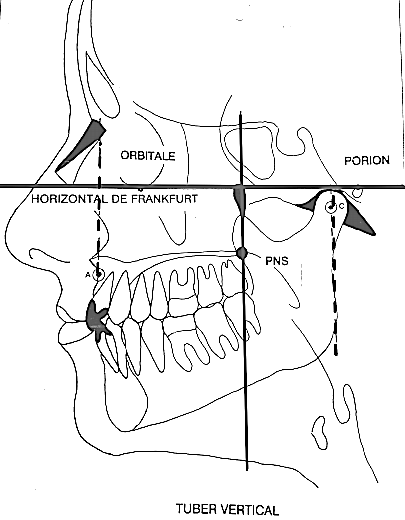 ORBITALE
PORION
HORIZONTAL DE FRANKFURT
C
PNS
A
TUBER VERTICAL